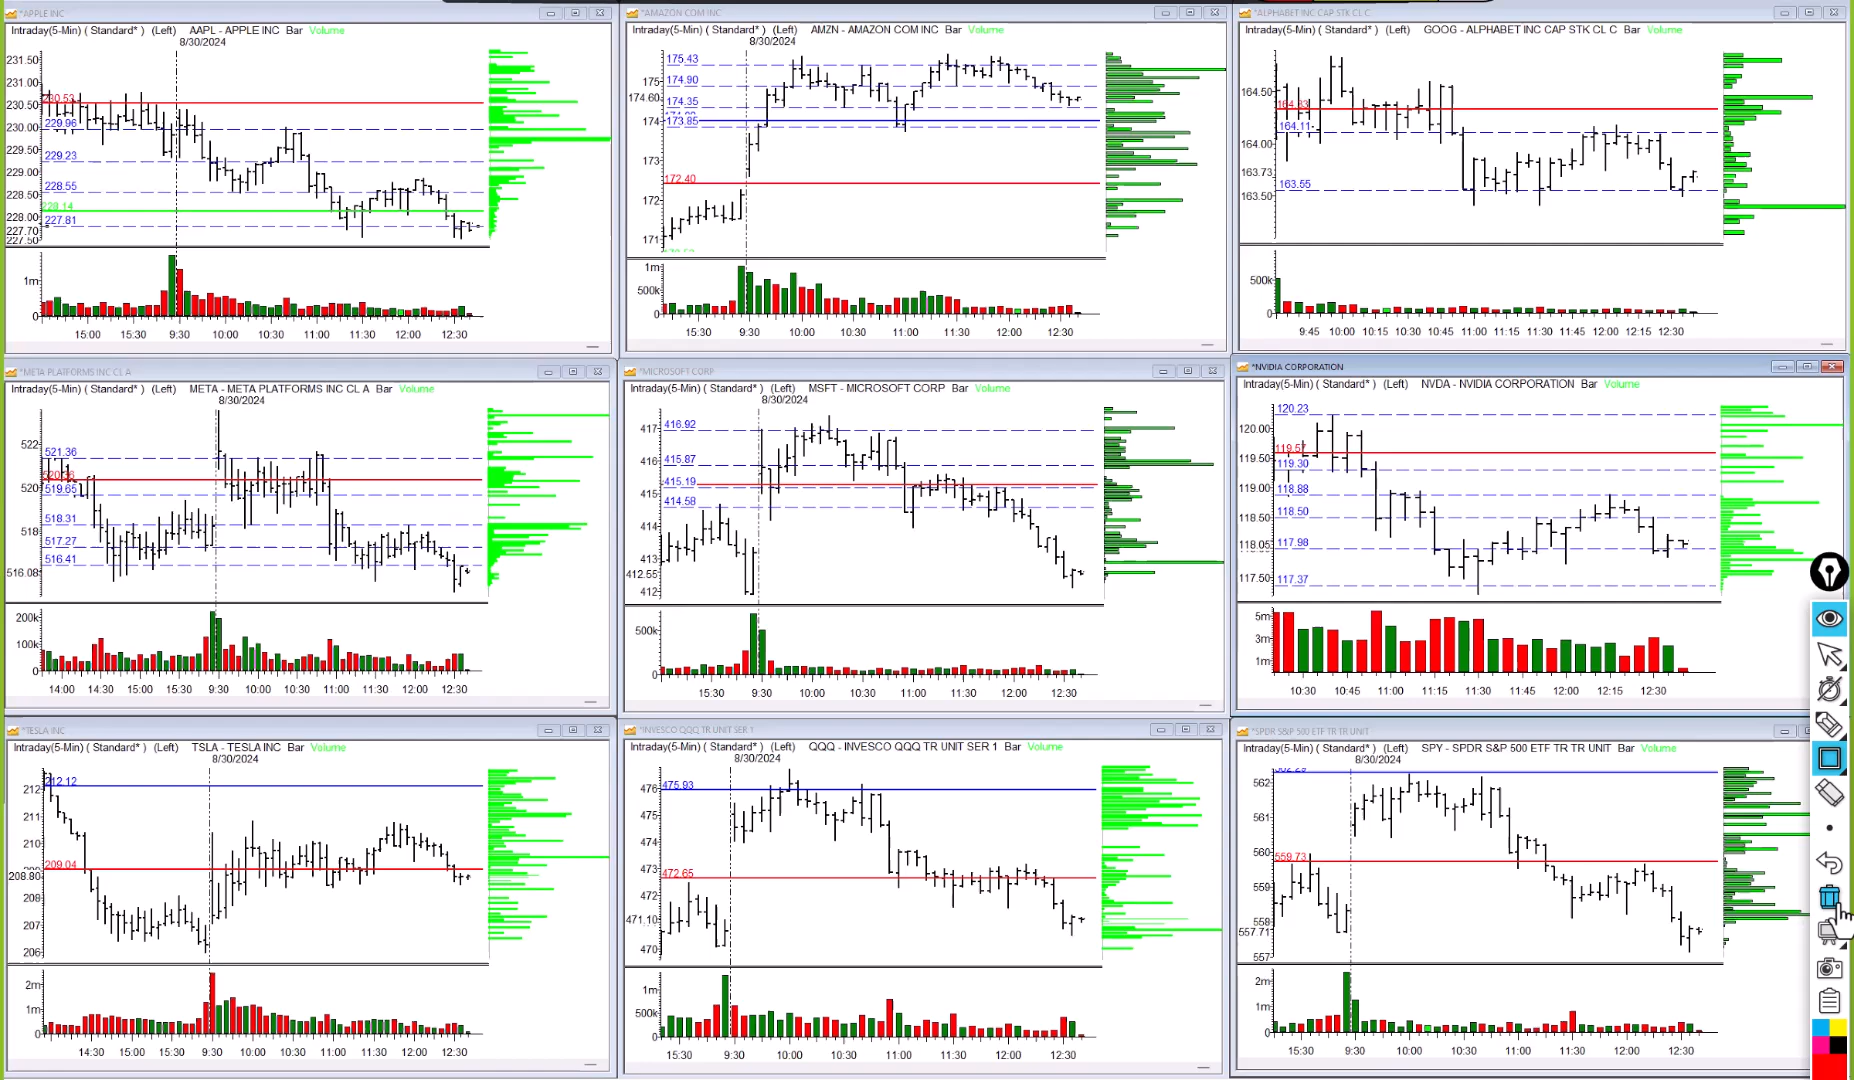 *APPLE INC
Intraday(5-Min) ( Standard* ) (Left) AAPL - APPLE INC Bar Volume
8/30/2024
231.50
231.00
230.53
230.50
230.00
229.96
229.50
229.23
229.00
228.55
228.50
228.14
228.00
227.81
227.70
227.50
1m
0
15:00 15:30 9:30 10:00 10:30 11:00 11:30 12:00 12:30
*AMAZON COM INC
Intraday(5-Min) ( Standard* ) (Left) AMZN - AMAZON COM INC Bar Volume
8/30/2024
175.43
175
174.90
174.60
174.35
174
173.85
173
172.40
172
171
1m
500k
0
15:30 9:30 10:00 10:30 11:00 11:30 12:00 12:30
*ALPHABET INC CAP STK CL C
Intraday(5-Min) ( Standard* ) (Left) GOOG - ALPHABET INC CAP STK CL C Bar Volume
164.50
164.33
164.11
164.00
163.73
163.55
163.50
500k
0
9:45 10:00 10:15 10:30 10:45 11:00 11:15 11:30 11:45 12:00 12:15 12:30
*META PLATFORMS INC CL A
Intraday(5-Min) ( Standard* ) (Left) META - META PLATFORMS INC CL A Bar Volume
8/30/2024
522
521.36
520
519.65
518.31
518
517.27
516.41
516.08
200k
100k
0
14:00 14:30 15:00 15:30 9:30 10:00 10:30 11:00 11:30 12:00 12:30
*MICROSOFT CORP
Intraday(5-Min) ( Standard* ) (Left) MSFT - MICROSOFT CORP Bar Volume
8/30/2024
417
416.92
416
415.87
415.19
415
414.58
414
413
412.55
412
500k
0
15:30 9:30 10:00 10:30 11:00 11:30 12:00 12:30
*NVIDIA CORPORATION
Intraday(5-Min) ( Standard* ) (Left) NVDA - NVIDIA CORPORATION Bar Volume
120.23
120.00
119.57
119.50
119.30
119.00
118.88
118.50
118.50
118.05
117.98
117.50
117.37
5m
3m
1m
10:30 10:45 11:00 11:15 11:30 11:45 12:00 12:15 12:30
*TESLA INC
Intraday(5-Min) ( Standard* ) (Left) TSLA - TESLA INC Bar Volume
8/30/2024
212.12
212
211
210
209.04
208.80
208
207
206
2m
1m
0
14:30 15:00 15:30 9:30 10:00 10:30 11:00 11:30 12:00 12:30
*INVESCO QQQ TR UNIT SER 1
Intraday(5-Min) ( Standard* ) (Left) QQQ - INVESCO QQQ TR UNIT SER 1 Bar Volume
8/30/2024
476
475.93
475
474
473
472.65
472
471.10
470
1m
500k
0
15:30 9:30 10:00 10:30 11:00 11:30 12:00 12:30
*SPDR S&P 500 ETF TR TR UNIT
Intraday(5-Min) ( Standard* ) (Left) SPY - SPDR S&P 500 ETF TR TR UNIT Bar Volume
8/30/2024
562
561
560
559.73
559
558
557.71
557
2m
1m
0
15:30 9:30 10:00 10:30 11:00 11:30 12:00 12:30